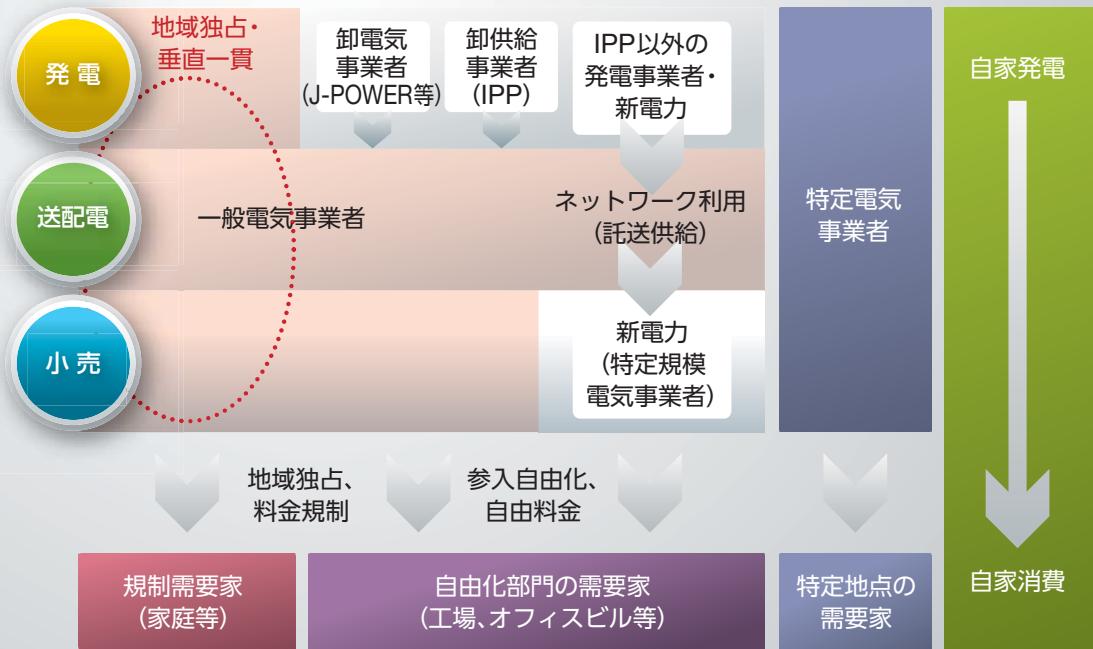 地域独占・
垂直一貫
発電
卸電気
事業者
(J-POWER等)
卸供給
事業者
(IPP)
IPP以外の
発電事業者・
新電力
自家発電
送配電
一般電気事業者
ネットワーク利用
(託送供給)
特定電気
事業者
小売
新電力
(特定規模
電気事業者)
地域独占、
料金規制
参入自由化、
自由料金
規制需要家
(家庭等)
自由化部門の需要家
(工場、オフィスビル等)
特定地点の
需要家
自家消費